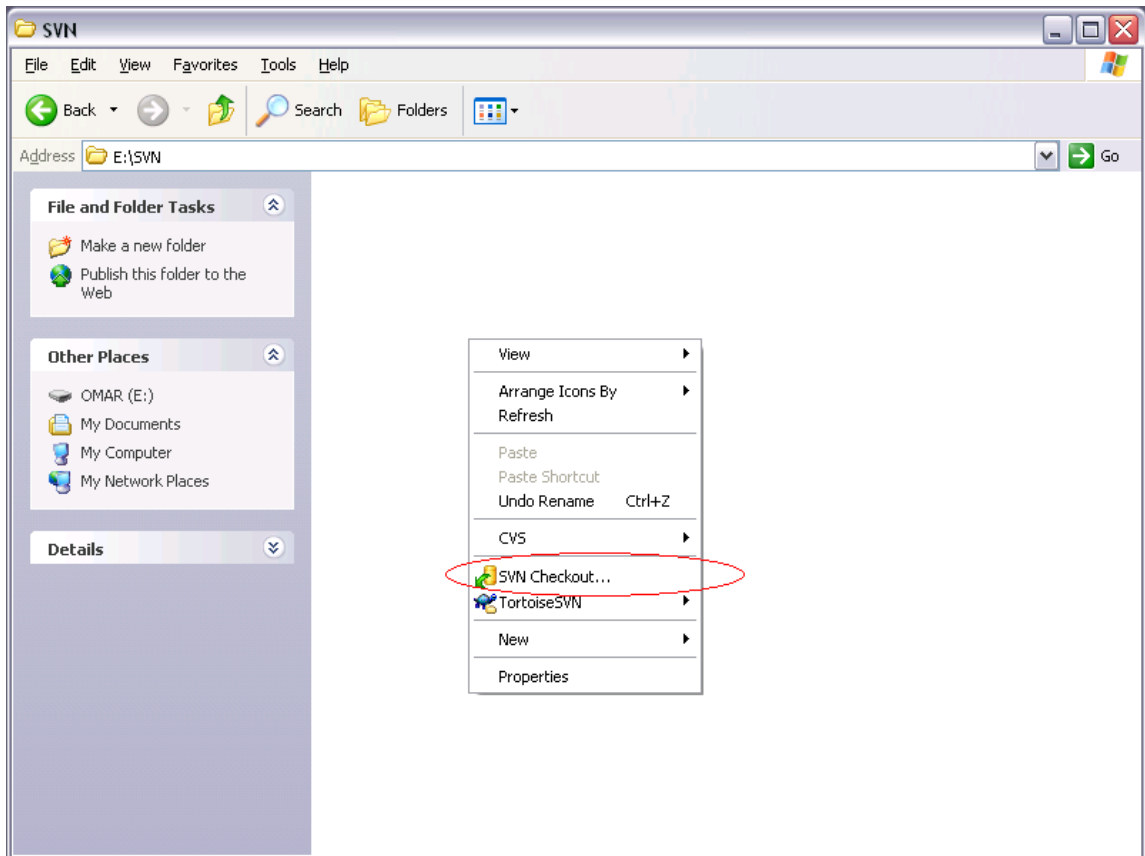 SVN
File Edit View Favorites Tools Help
Back Search Folders
Address E:\SVN Go
File and Folder Tasks
Make a new folder
Publish this folder to the
Web
Other Places
OMAR (E:)
My Documents
My Computer
My Network Places
Details
View
Arrange Icons By
Refresh
Paste
Paste Shortcut
Undo Rename Ctrl+Z
CVS
SVN Checkout...
TortoiseSVN
New
Properties